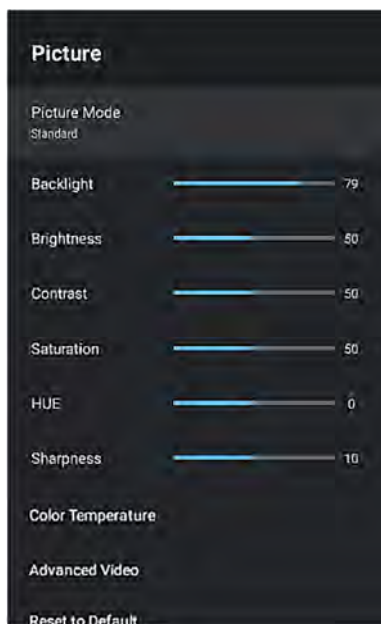 Picture
Picture Mode
Standard
Backlight 79
Brightness 50
Contrast 50
Saturation 50
HUE 0
Sharpness 10
Color Temperature
Advanced Video
Reset to Default